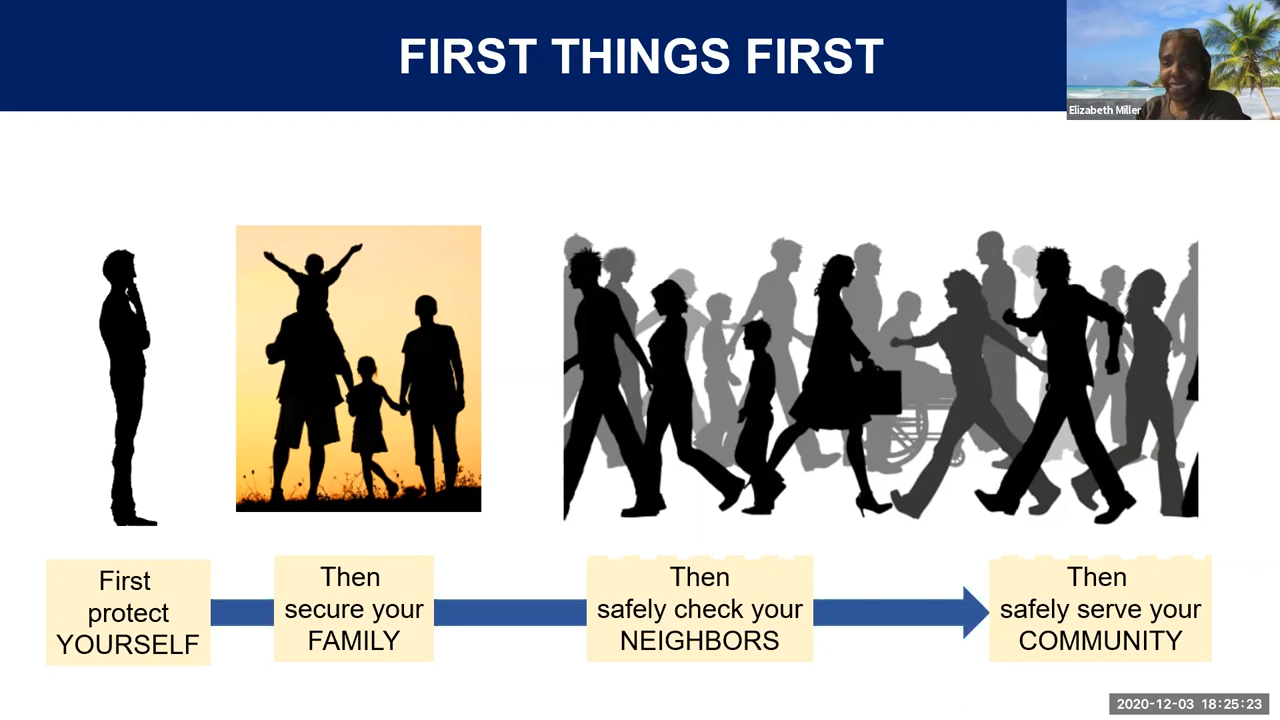 FIRST THINGS FIRST
Elizabeth Miller
First
protect
YOURSELF
Then
secure your
FAMILY
Then
safely check your
NEIGHBORS
Then
safely serve your
COMMUNITY
2020-12-03 18:25:23